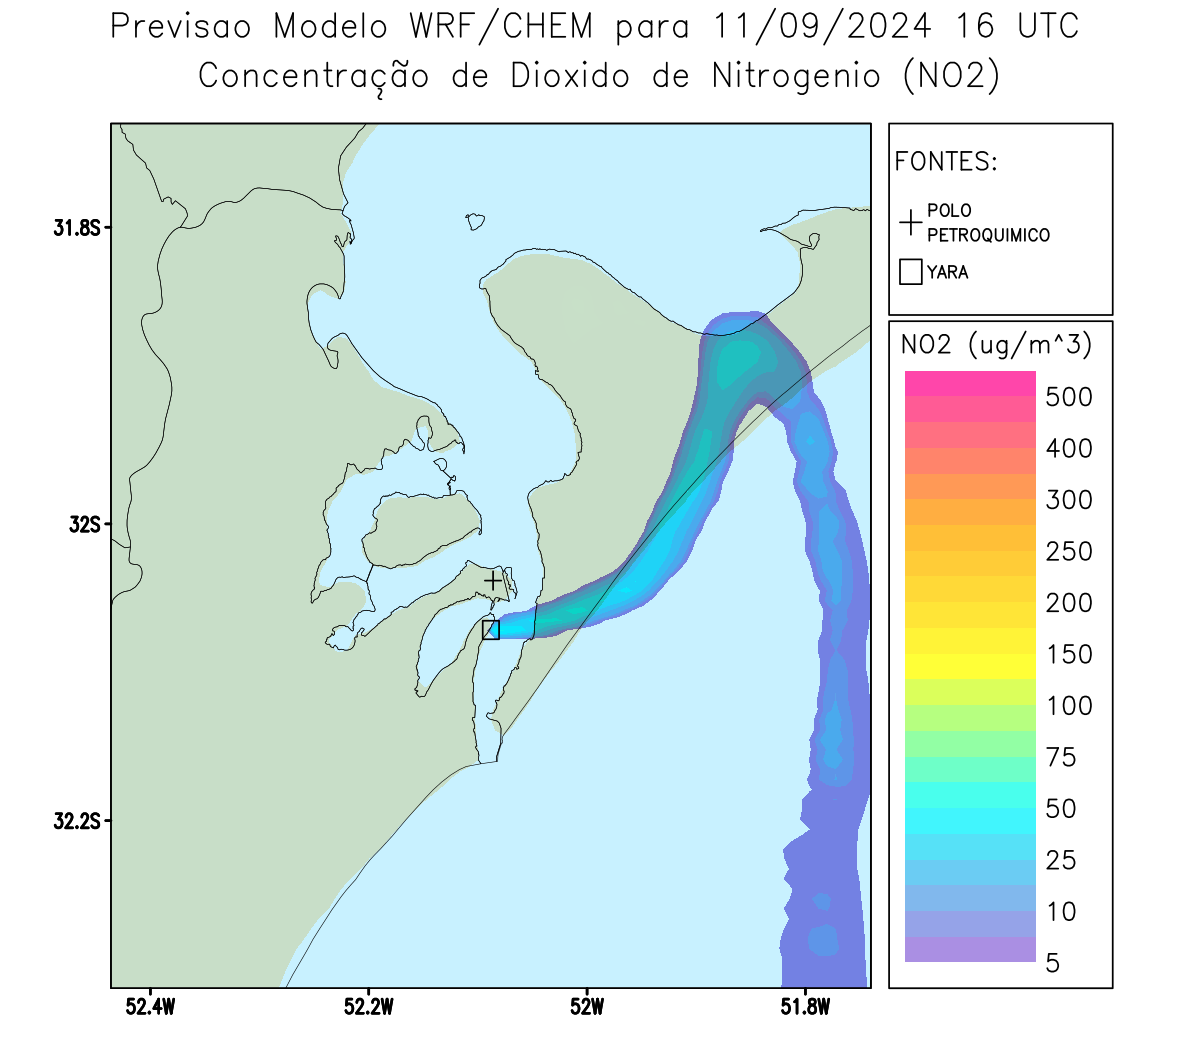 Previsao Modelo WRF/CHEM para 11/09/2024 16 UTC
Concentração de Dioxido de Nitrogenio (NO2)
FONTES:
POLO
PETROQUIMICO
YARA
NO2 (ug/m^3)
500
400
300
250
200
150
100
75
50
25
10
5
31.8S
32S
32.2S
52.4W
52.2W
52W
51.8W